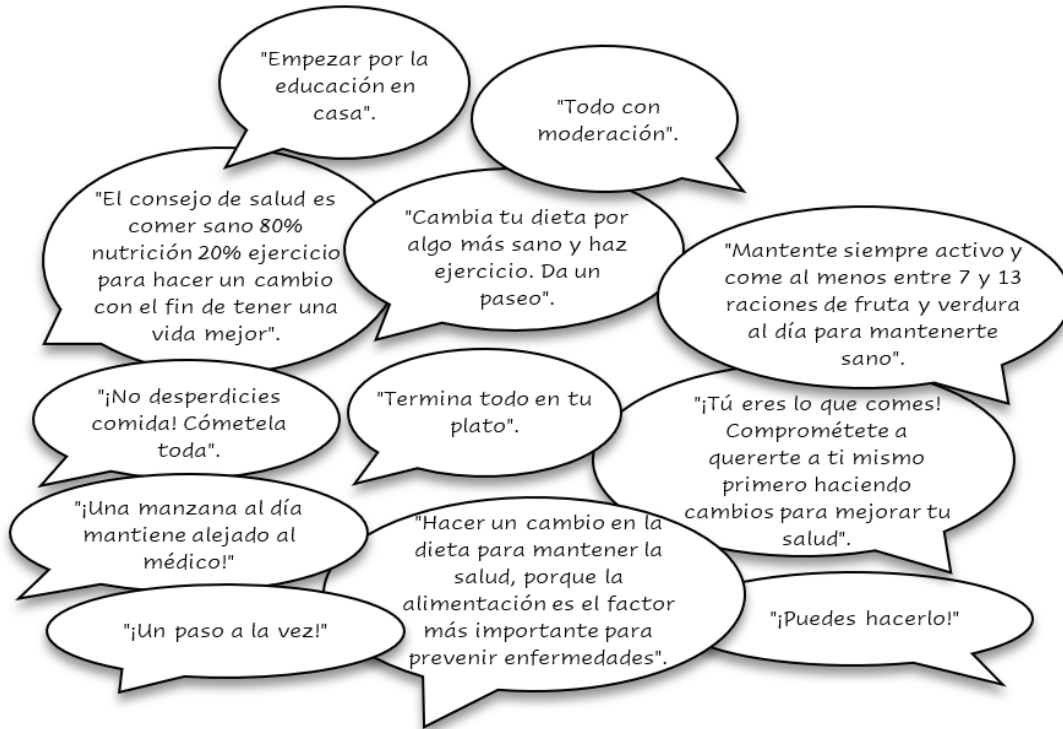 "Empezar por la
educación en
casa".
"Todo con
moderación".
"El consejo de salud es
comer sano 80%
nutrición 20% ejercicio
para hacer un cambio
con el fin de tener una
vida mejor".
"Cambia tu dieta por
algo más sano y haz
ejercicio. Da un
paseo".
"Mantente siempre activo y
come al menos entre 7 y 13
raciones de fruta y verdura
al día para mantenerte
sano".
"¡No desperdicies
comida! Cómetela
toda".
"Termina todo en tu
plato".
"¡Tú eres lo que comes!
Comprométete a
quererte a ti mismo
primero haciendo
cambios para mejorar tu
salud".
"¡Una manzana al día
mantiene alejado al
médico!"
"Hacer un cambio en la
dieta para mantener la
salud, porque la
alimentación es el factor
más importante para
prevenir enfermedades".
"¡Un paso a la vez!"
"¡Puedes hacerlo!"